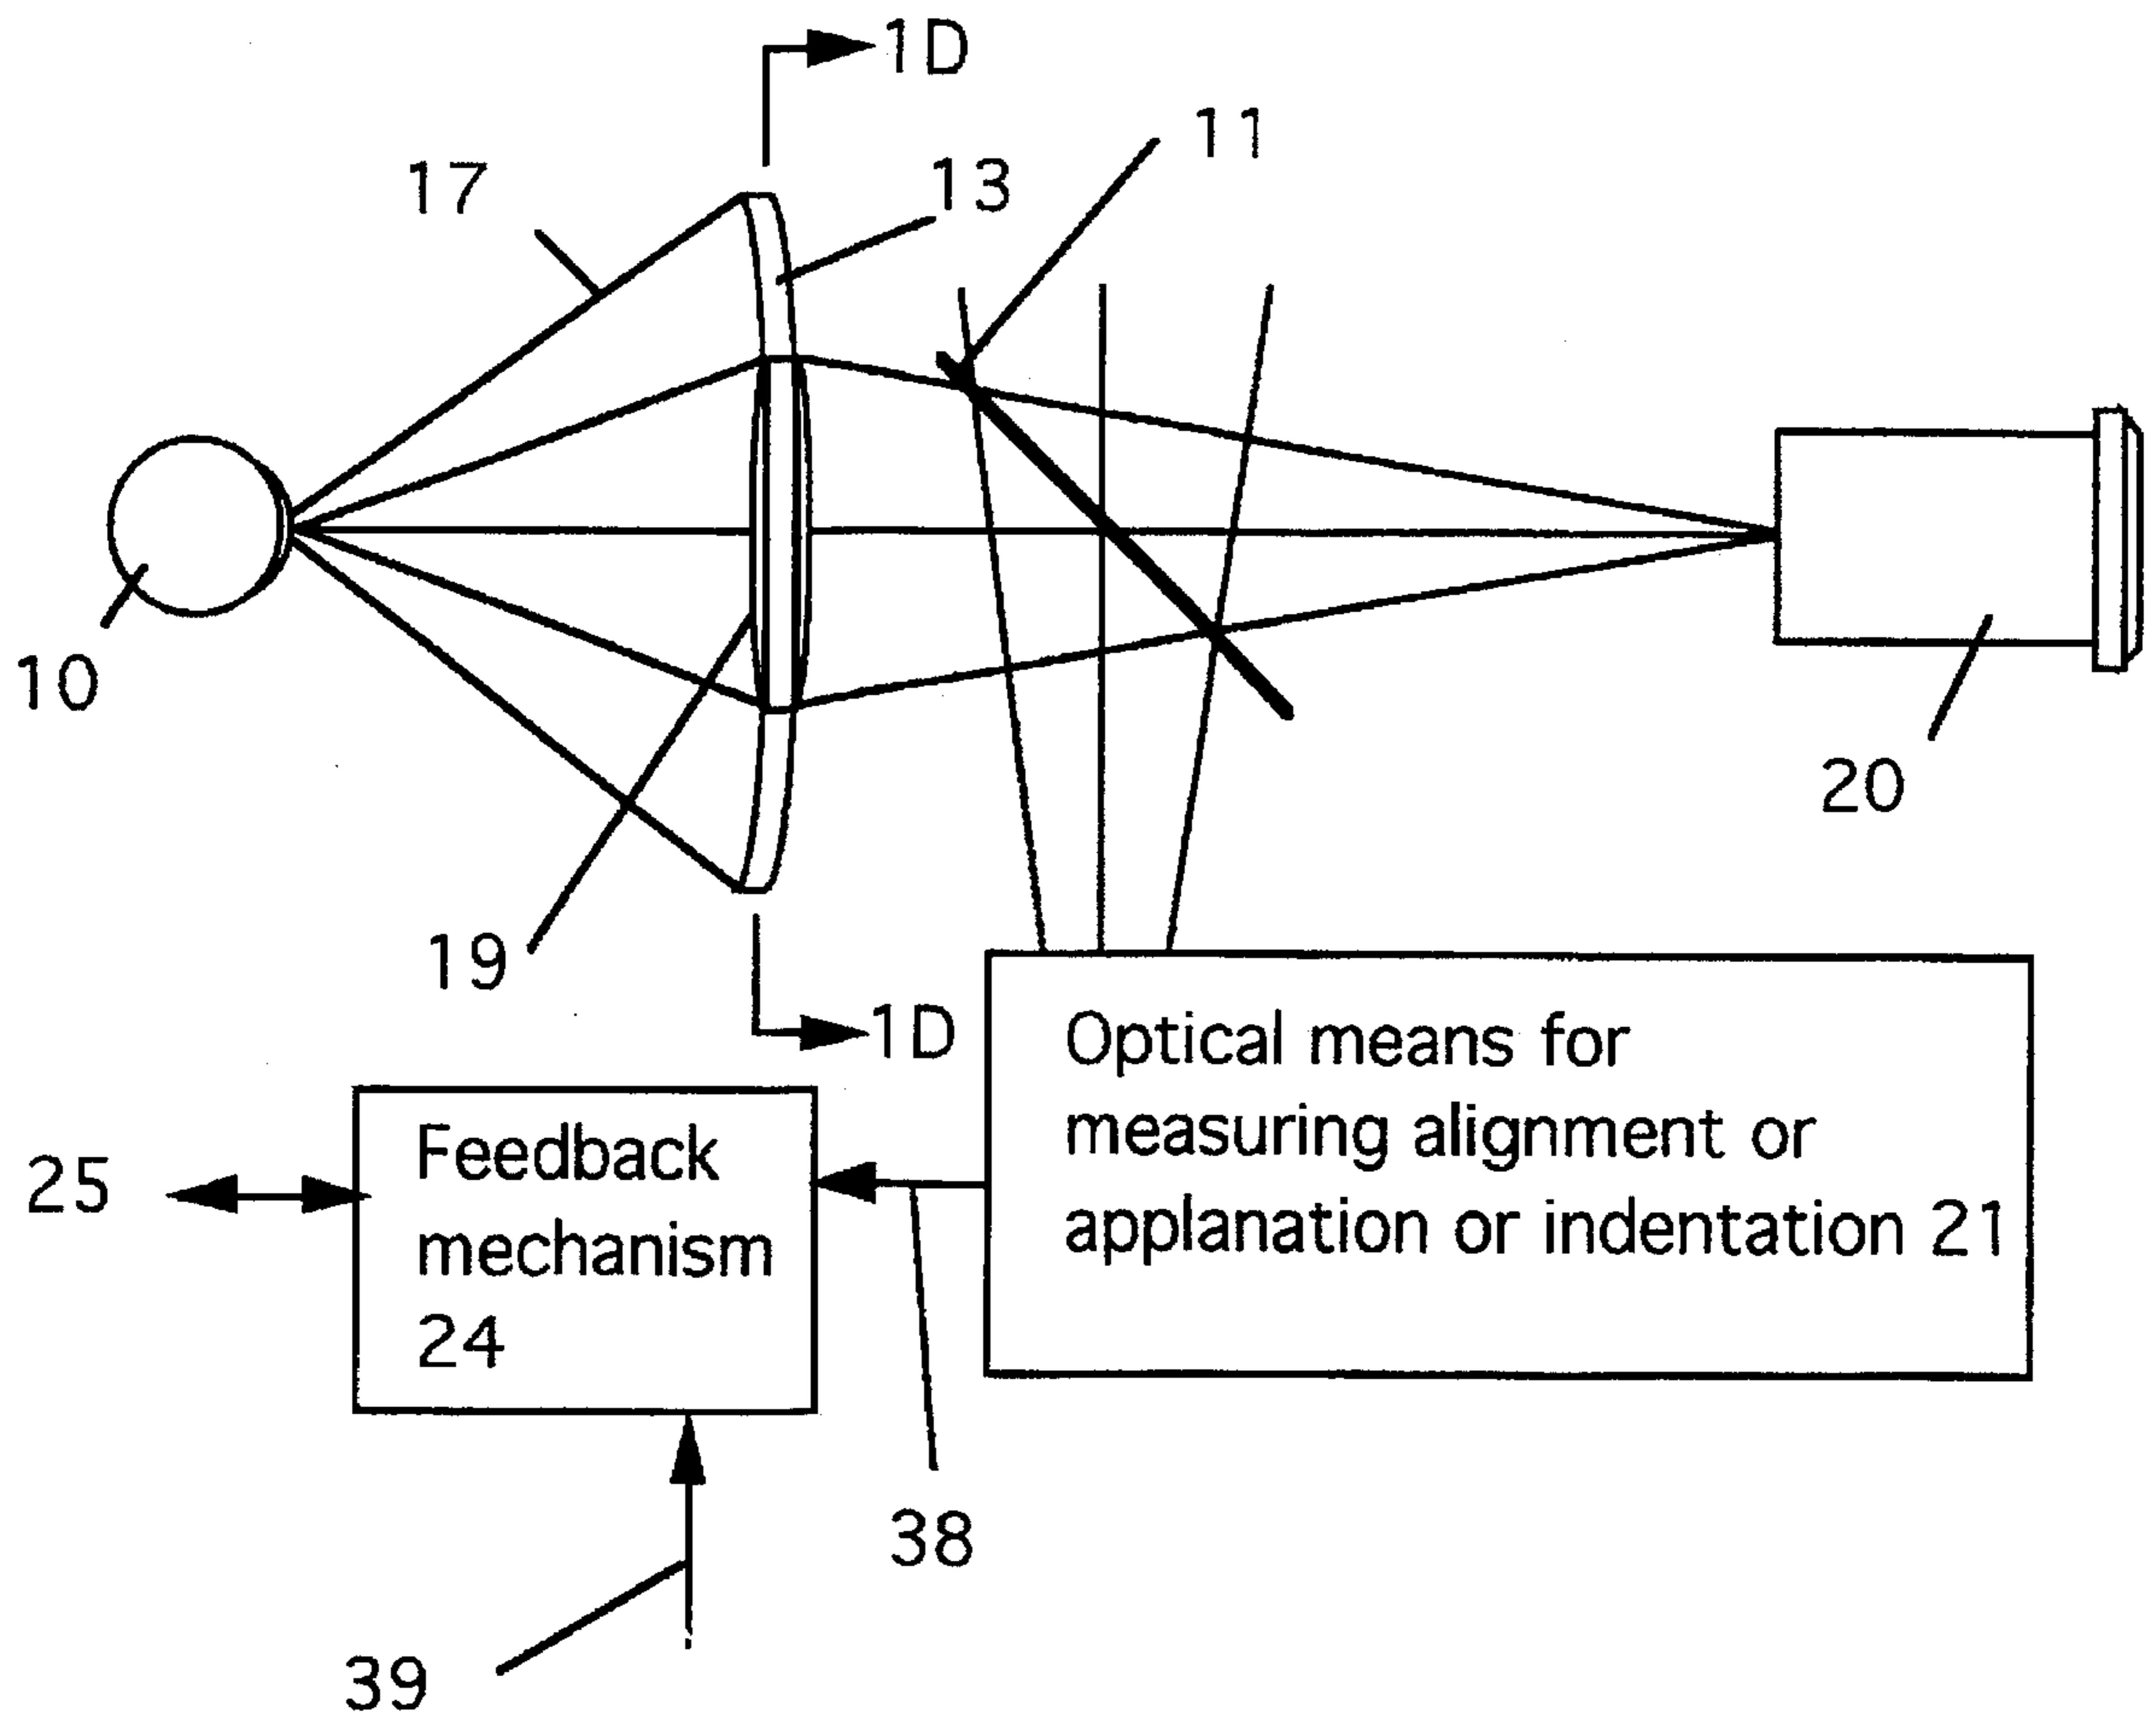 1D
11
17
13
10
20
19
1D
Optical means for
measuring alignment or
applanation or indentation 21
Feedback
mechanism
24
25
38
39